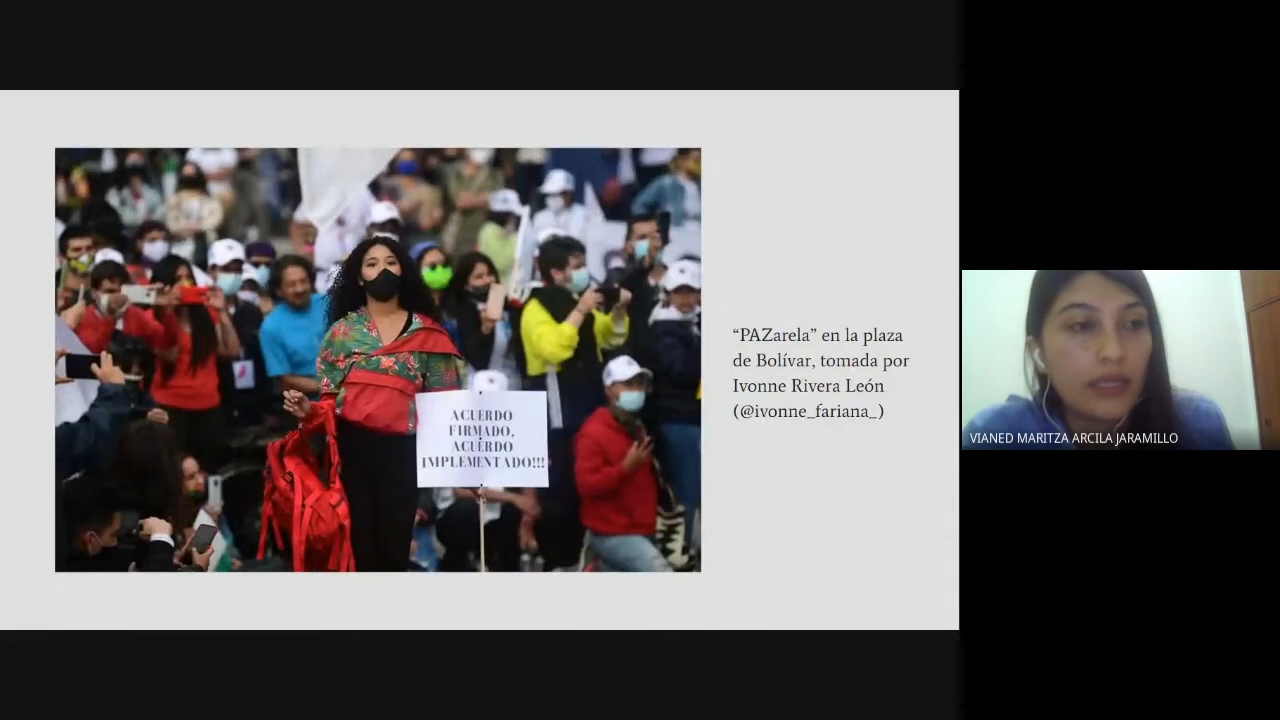 ACUERDO
FIRMADO,
ACUERDO
IMPLEMENTADO!!!
“PAZarela” en la plaza
de Bolívar, tomada por
Ivonne Rivera León
(@ivonne_fariana_)
VIANED MARITZA ARCILA JARAMILLO